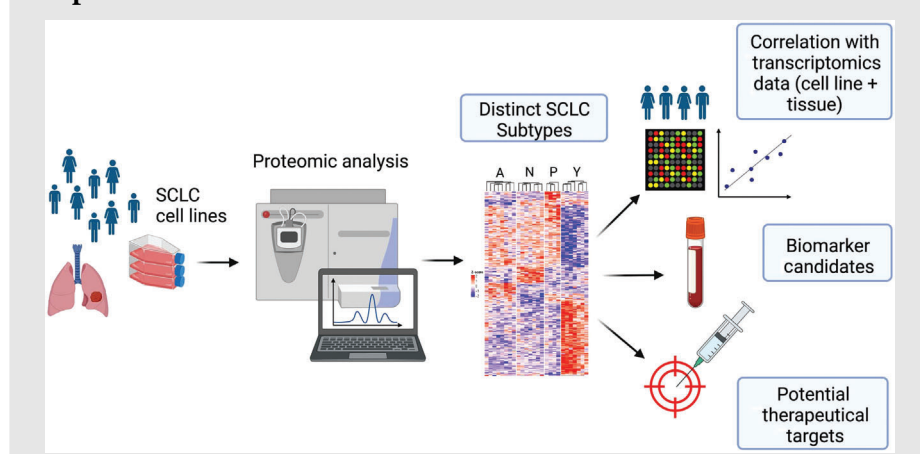 SCLC
cell lines
Proteomic analysis
Distinct SCLC
Subtypes
A N P Y
Correlation with
transcriptomics
data (cell line +
tissue)
Biomarker
candidates
Potential
therapeutical
targets